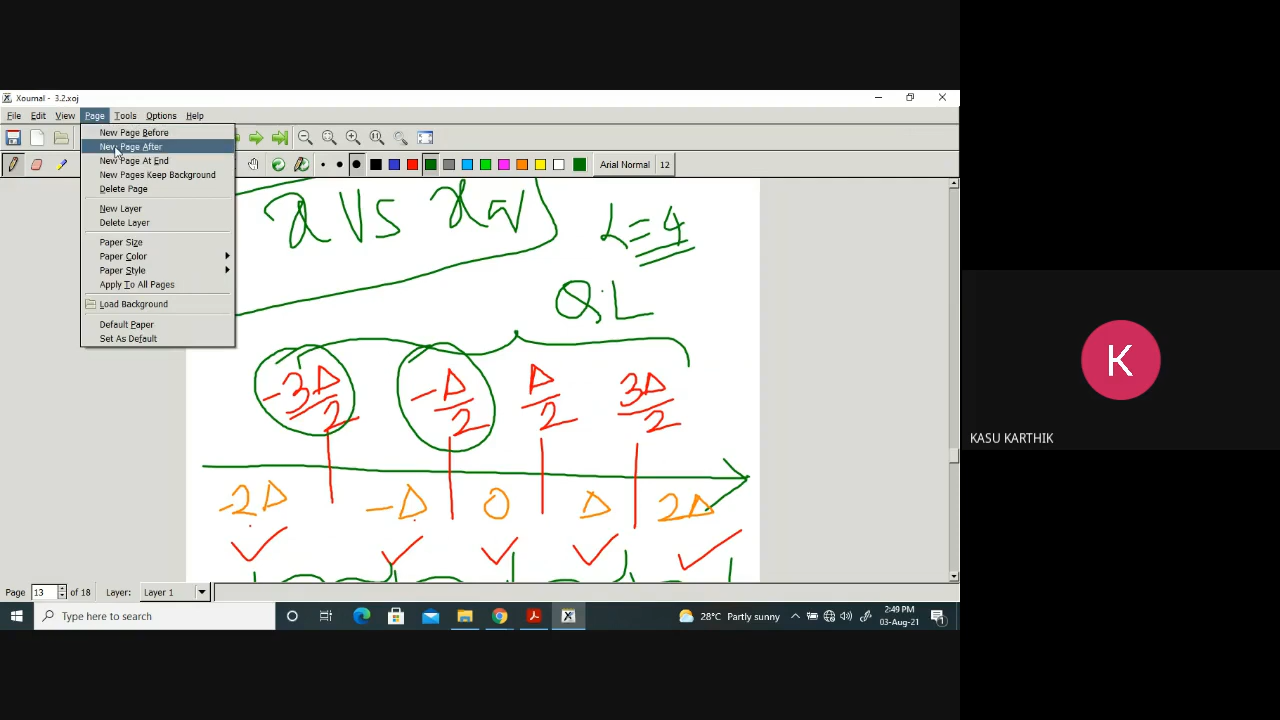 Xournal - 3.2.xoj
File Edit View Page Tools Options Help
New Page Before
New Page After
New Page At End
New Pages Keep Background
Delete Page
New Layer
Delete Layer
Paper Size
Paper Color
Paper Style
Apply To All Pages
Load Background
Default Paper
Set As Default
Arial Normal 12
x Vs xq
L=4
Q.L
-3Δ/2 -Δ/2 Δ/2 3Δ/2
-2Δ -Δ 0 Δ 2Δ
K
KASU KARTHIK
Page 13 of 18 Layer: Layer 1
Type here to search
28°C Partly sunny
2:49 PM
03-Aug-21
1